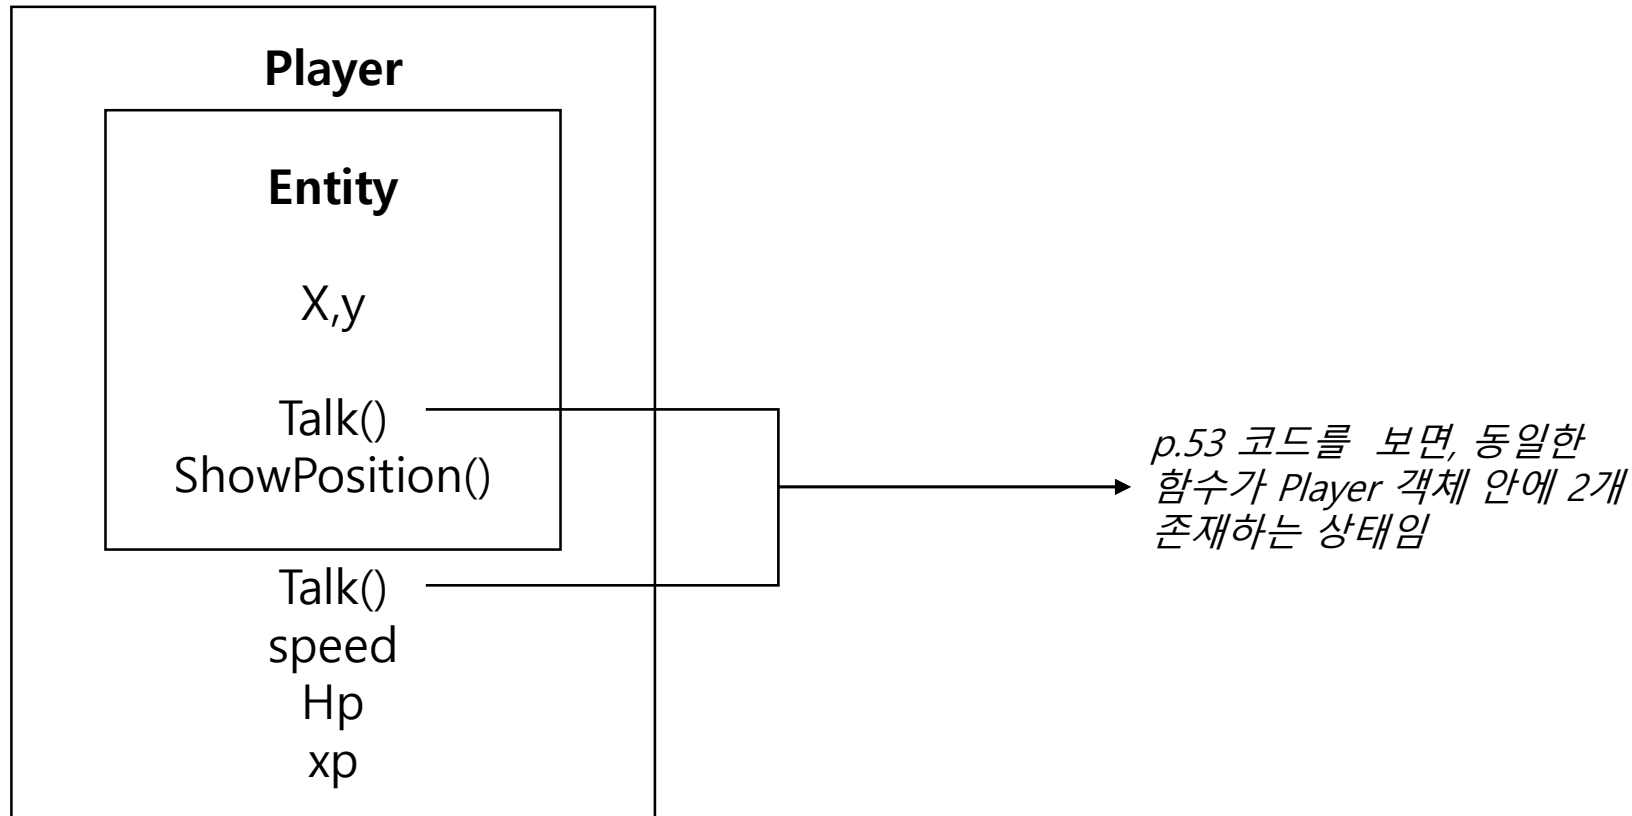 Player
Entity
X,y
Talk()
ShowPosition()
Talk()
speed
Hp
xp
p.53 코드를 보면, 동일한
함수가 Player 객체 안에 2개
존재하는 상태임